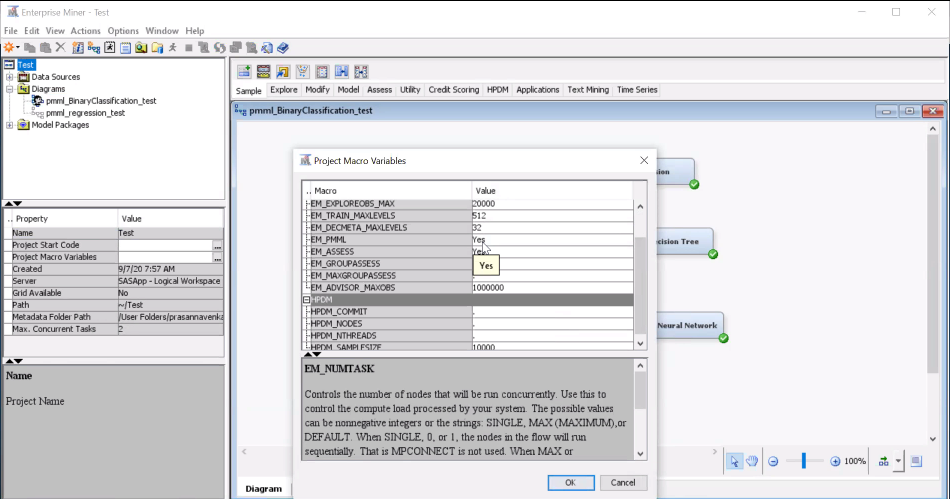 Enterprise Miner - Test
File Edit View Actions Options Window Help
Test
Data Sources
Diagrams
pmml_BinaryClassification_test
pmml_regression_test
Model Packages
.. Property Value
Name Test
Project Start Code ...
Project Macro Variables ...
Created 9/7/20 7:57 AM
Server SASApp - Logical Workspace
Grid Available No
Path ~/Test
Metadata Folder Path /User Folders/prasannavenka
Max. Concurrent Tasks 2
Name
Project Name
Sample Explore Modify Model Assess Utility Credit Scoring HPDM Applications Text Mining Time Series
pmml_BinaryClassification_test
sion
cision Tree
Neural Network
Project Macro Variables
.. Macro Value
EM_EXPLOREOBS_MAX 20000
EM_TRAIN_MAXLEVELS 512
EM_DECMETA_MAXLEVELS 32
EM_PMML Yes
EM_ASSESS Yes
EM_GROUPASSESS
Yes
EM_MAXGROUPASSESS .
EM_ADVISOR_MAXOBS 1000000
HPDM
HPDM_COMMIT .
HPDM_NODES .
HPDM_NTHREADS .
HPDM_SAMPLESIZE 10000
EM_NUMTASK
Controls the number of nodes that will be run concurrently. Use this to
control the compute load processed by your system. The possible values
can be nonnegative integers or the strings: SINGLE, MAX (MAXIMUM),or
DEFAULT. When SINGLE, 0, or 1, the nodes in the flow will run
sequentially. That is MPCONNECT is not used. When MAX or
OK Cancel
100%
Diagram